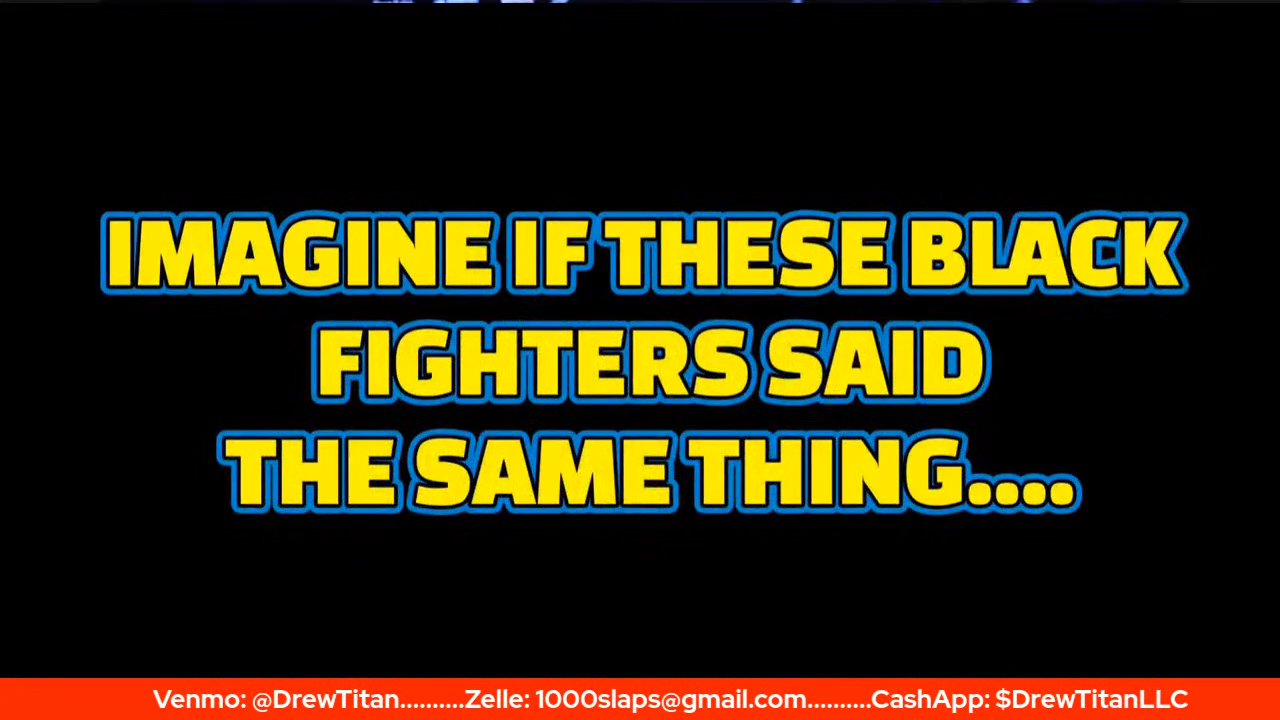 IMAGINE IF THESE BLACK
FIGHTERS SAID
THE SAME THING....
Venmo: @DrewTitan..........Zelle: 1000slaps@gmail.com..........CashApp: $DrewTitanLLC